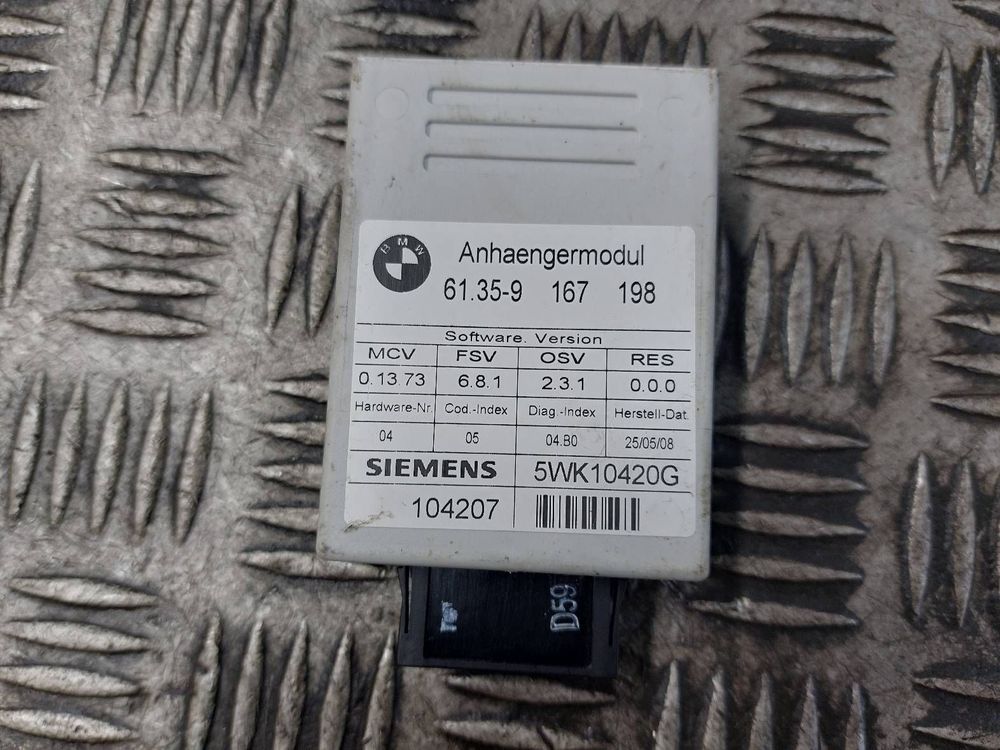 BMW
Anhaengermodul
61.35-9 167 198
Software. Version
MCV FSV OSV RES
0.13.73 6.8.1 2.3.1 0.0.0
Hardware-Nr. Cod.-Index Diag.-Index Herstell-Dat.
04 05 04.B0 25/05/08
SIEMENS 5WK10420G
104207
D59